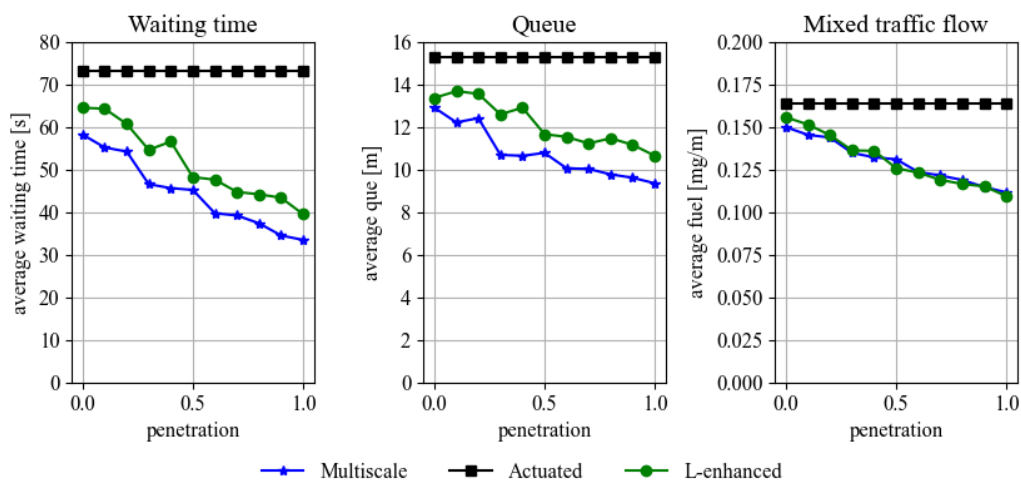 Waiting time
average waiting time [s]
80
70
60
50
40
30
20
10
0
0.0 0.5 1.0
penetration
Queue
average que [m]
16
14
12
10
8
6
4
2
0
0.0 0.5 1.0
penetration
Mixed traffic flow
average fuel [mg/m]
0.200
0.175
0.150
0.125
0.100
0.075
0.050
0.025
0.000
0.0 0.5 1.0
penetration
Multiscale Actuated L-enhanced